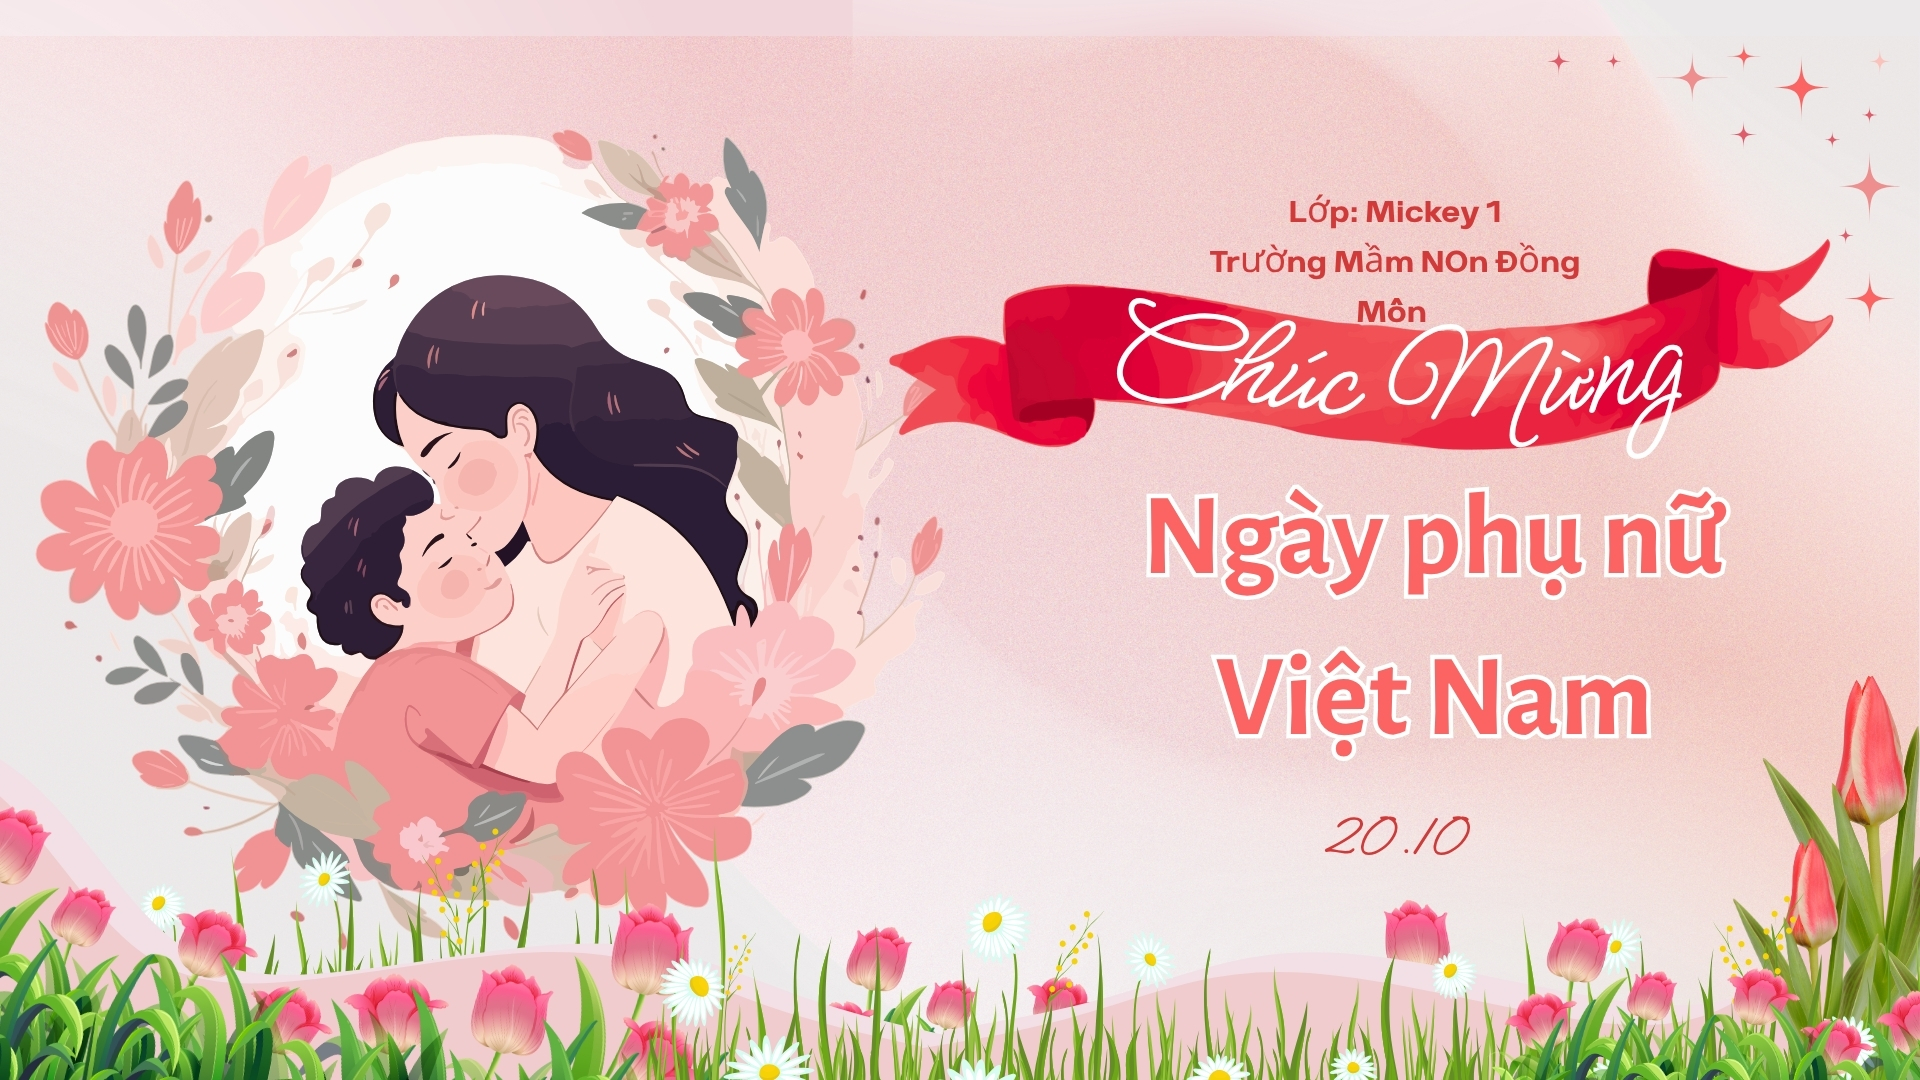 Lớp: Mickey 1
Trường Mầm NOn Đồng
Môn
Chúc Mừng
Ngày phụ nữ
Việt Nam
20.10